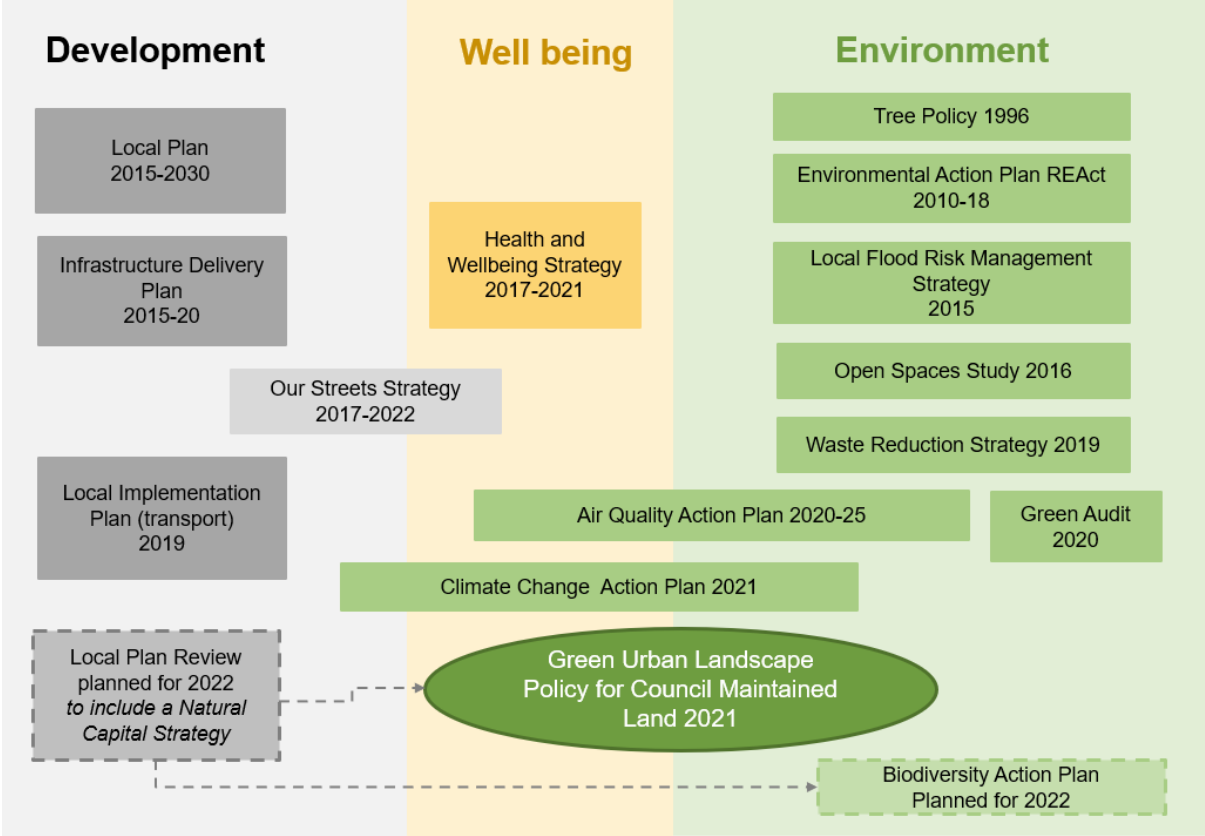 Development
Well being
Environment
Local Plan
2015-2030
Infrastructure Delivery
Plan
2015-20
Our Streets Strategy
2017-2022
Local Implementation
Plan (transport)
2019
Local Plan Review
planned for 2022
to include a Natural
Capital Strategy
Health and
Wellbeing Strategy
2017-2021
Tree Policy 1996
Environmental Action Plan REAct
2010-18
Local Flood Risk Management
Strategy
2015
Open Spaces Study 2016
Waste Reduction Strategy 2019
Air Quality Action Plan 2020-25
Green Audit
2020
Climate Change Action Plan 2021
Green Urban Landscape
Policy for Council Maintained
Land 2021
Biodiversity Action Plan
Planned for 2022